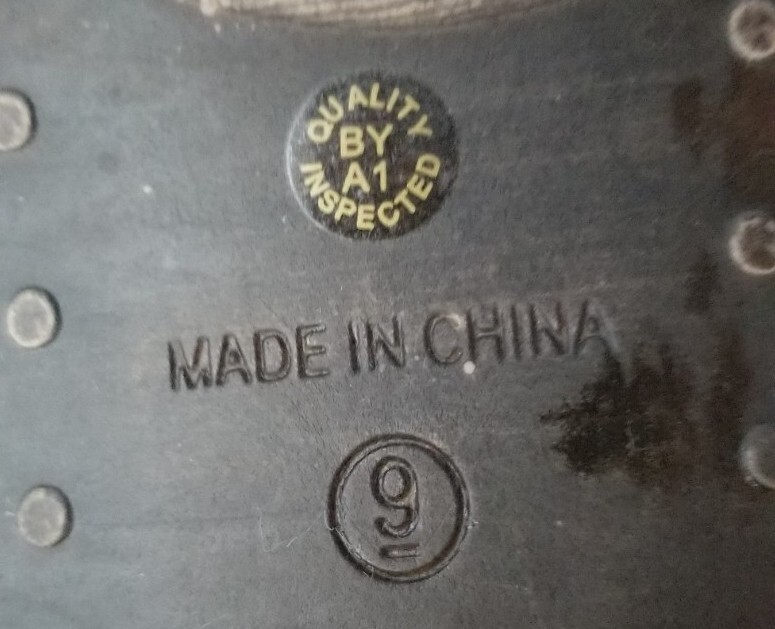 QUALITY
BY
A1
INSPECTED
MADE IN CHINA
9